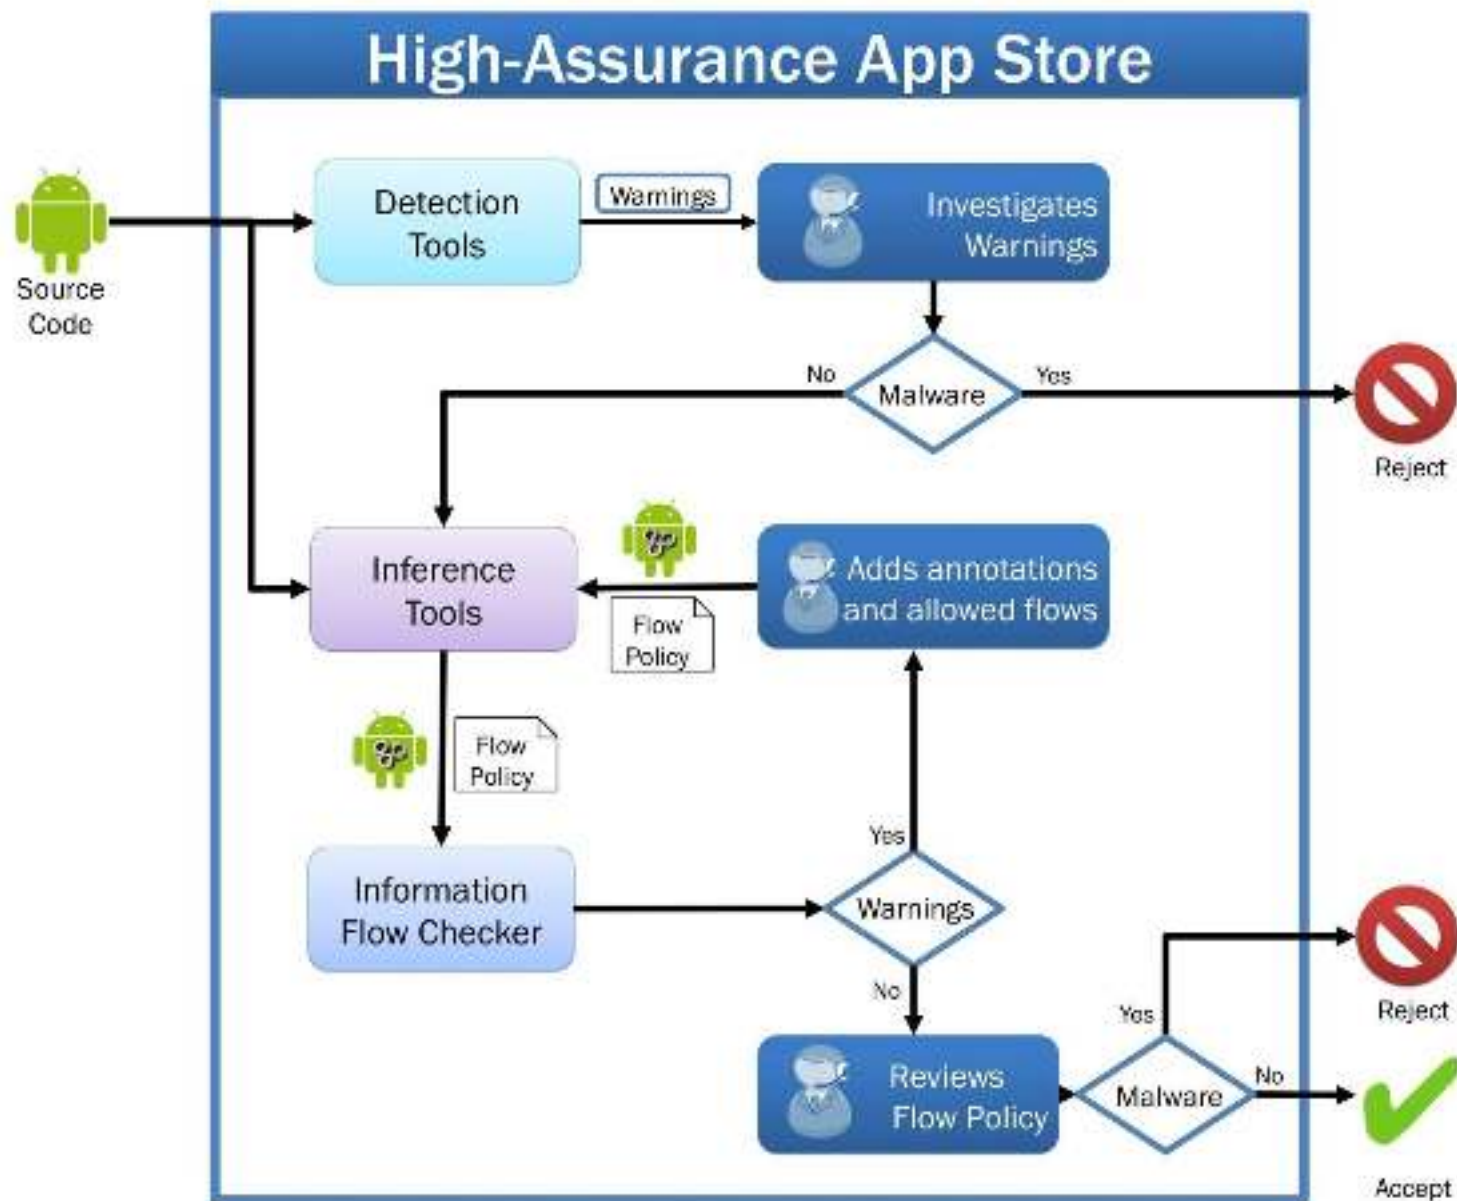 High-Assurance App Store
Source
Code
Detection
Tools
Warnings
Investigates
Warnings
No
Malware
Yes
Reject
Inference
Tools
Flow
Policy
Adds annotations
and allowed flows
Flow
Policy
Information
Flow Checker
Yes
Warnings
No
Reviews
Flow Policy
Yes
Malware
No
Reject
Accept